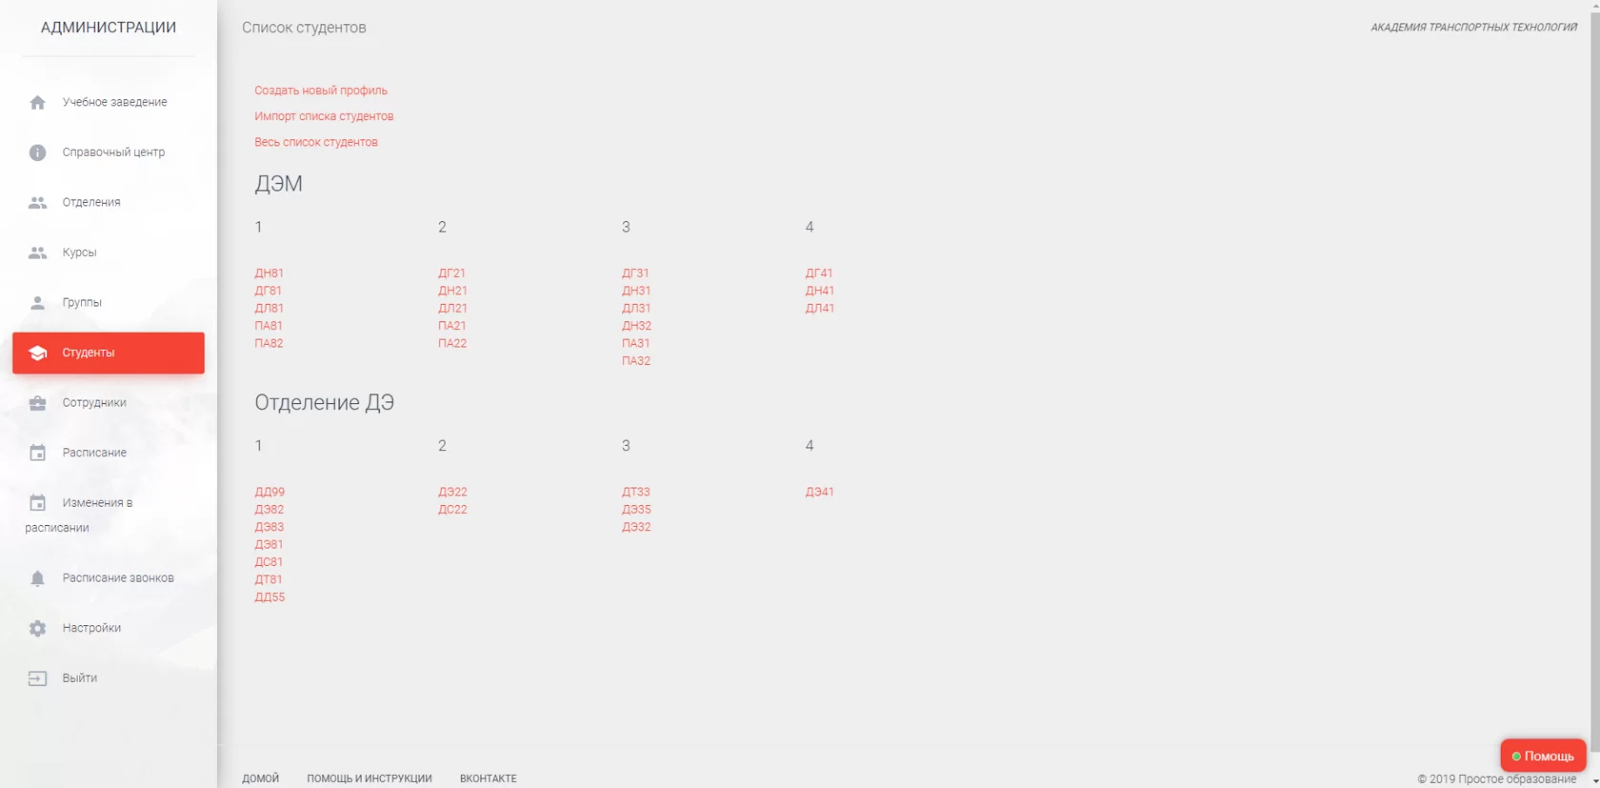 АДМИНИСТРАЦИИ
Учебное заведение
Справочный центр
Отделения
Курсы
Группы
Студенты
Сотрудники
Расписание
Изменения в
расписании
Расписание звонков
Настройки
Выйти
Список студентов
АКАДЕМИЯ ТРАНСПОРТНЫХ ТЕХНОЛОГИЙ
Создать новый профиль
Импорт списка студентов
Весь список студентов
ДЭМ
1 2 3 4
ДН81 ДГ21 ДГ31 ДГ41
ДГ81 ДН21 ДН31 ДН41
ДЛ81 ДЛ21 ДЛ31 ДЛ41
ПА81 ПА21 ДН32
ПА82 ПА22 ПА31
ПА32
Отделение ДЭ
1 2 3 4
ДД99 ДЭ22 ДТ33 ДЭ41
ДЭ82 ДС22 ДЭ35
ДЭ83 ДЭ32
ДЭ81
ДС81
ДТ81
ДД55
Помощь
ДОМОЙ ПОМОЩЬ И ИНСТРУКЦИИ ВКОНТАКТЕ
© 2019 Простое образование